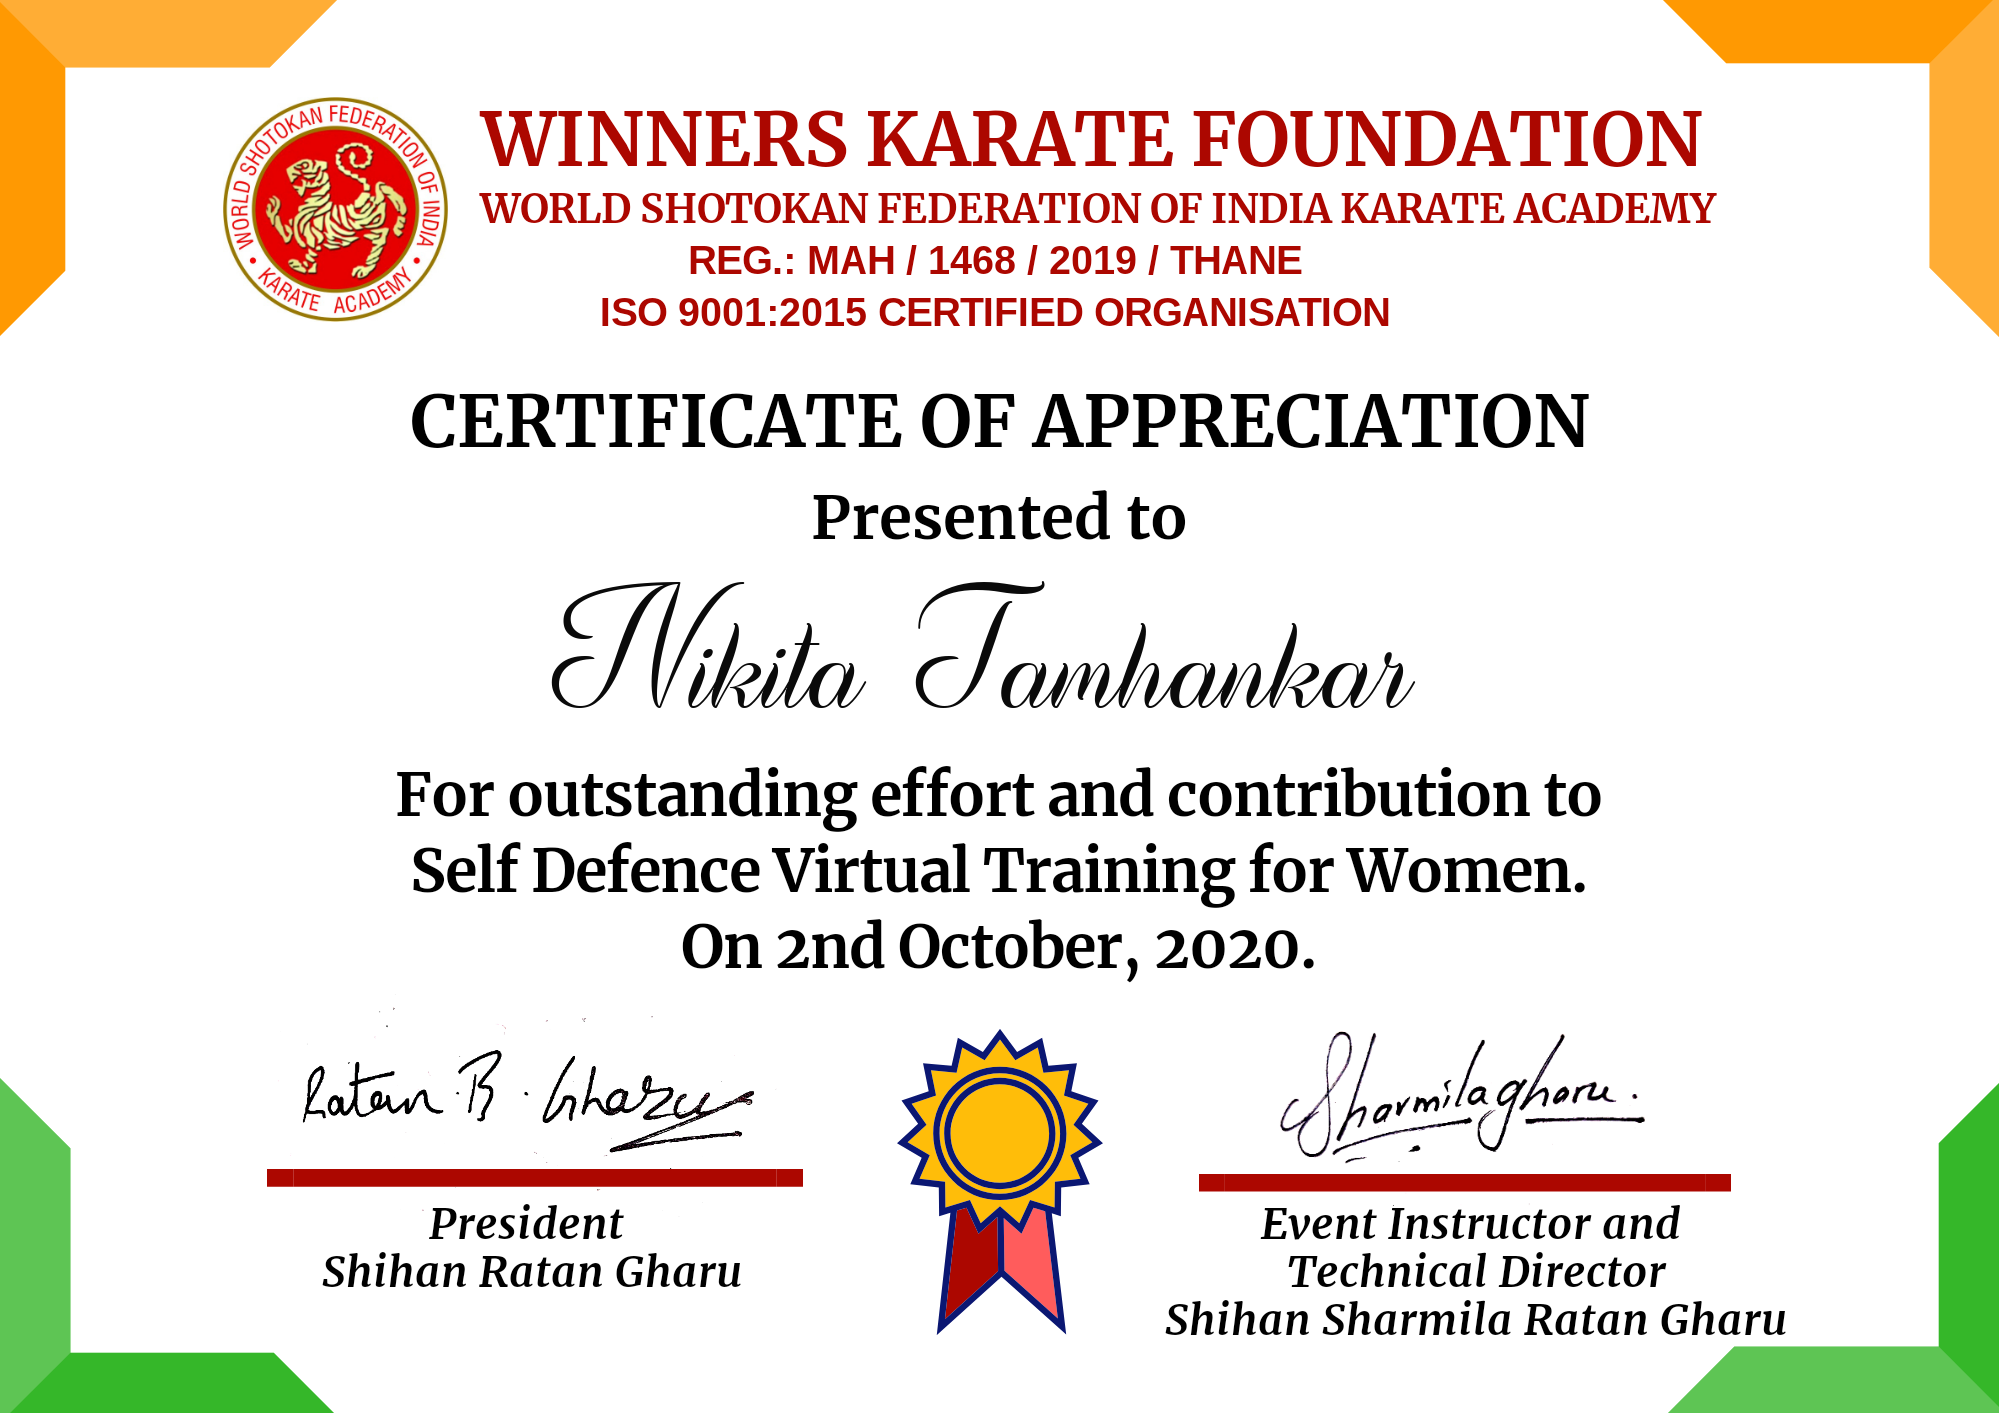 WORLD SHOTOKAN FEDERATION OF INDIA
• KARATE ACADEMY •
WINNERS KARATE FOUNDATION
WORLD SHOTOKAN FEDERATION OF INDIA KARATE ACADEMY
REG.: MAH / 1468 / 2019 / THANE
ISO 9001:2015 CERTIFIED ORGANISATION
CERTIFICATE OF APPRECIATION
Presented to
Nikita Tamhankar
For outstanding effort and contribution to
Self Defence Virtual Training for Women.
On 2nd October, 2020.
Ratan B. Gharu
Sharmilagharu.
President
Shihan Ratan Gharu
Event Instructor and
Technical Director
Shihan Sharmila Ratan Gharu